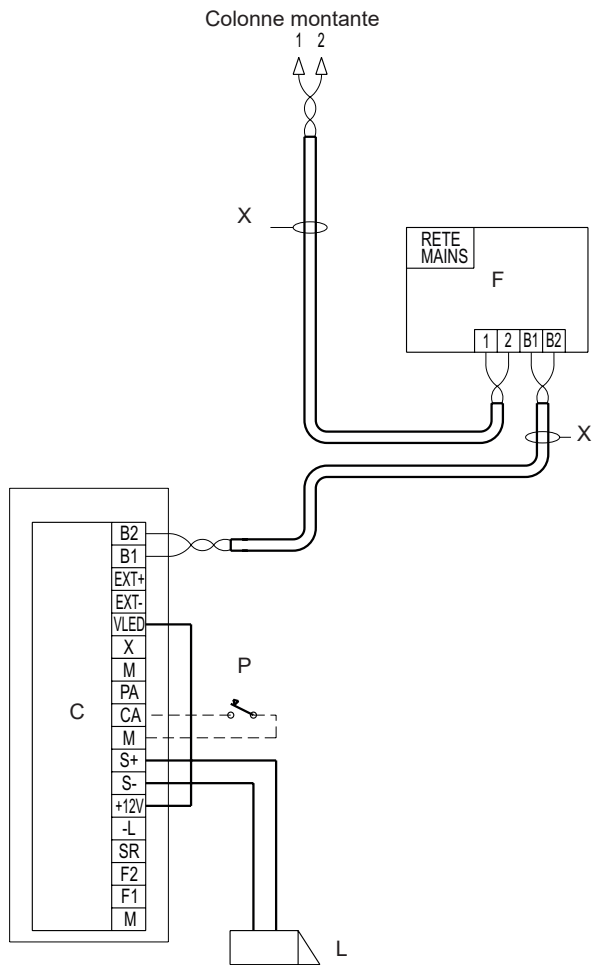 Colonne montante
1 2
X
RETE
MAINS
F
1 2 B1 B2
X
B2
B1
EXT+
EXT-
VLED
X
M
PA
CA
M
S+
S-
+12V
-L
SR
F2
F1
M
C
P
L